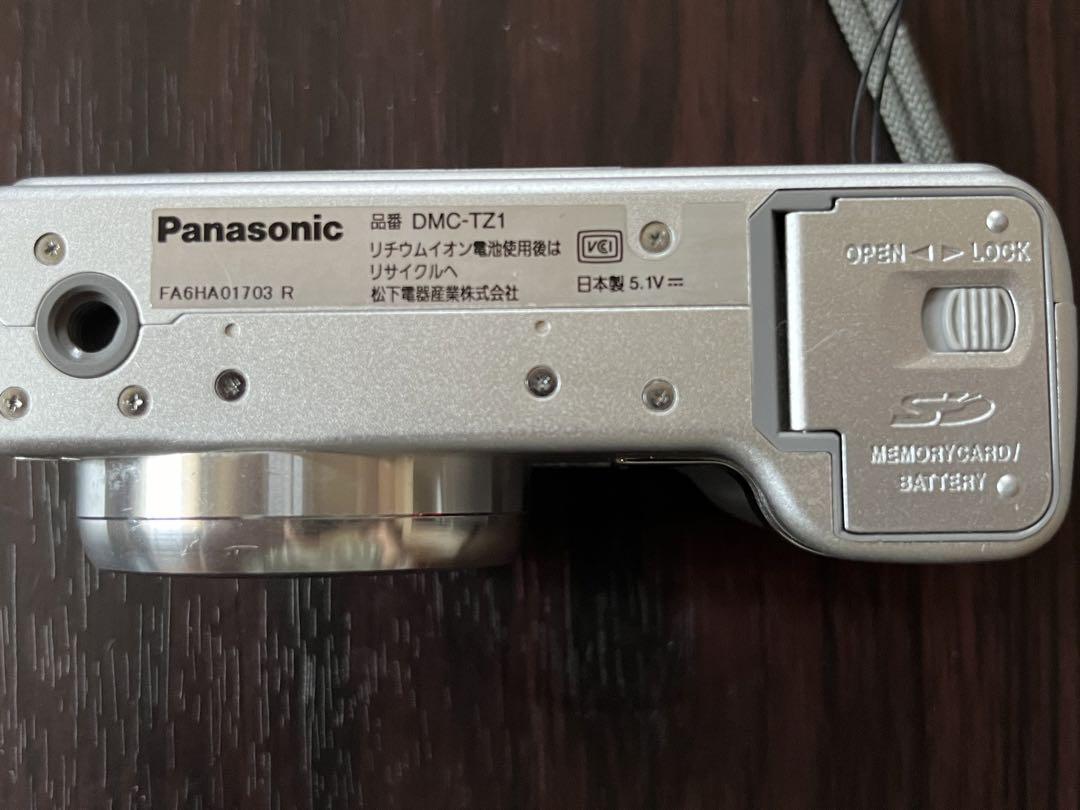 Panasonic
品番 DMC-TZ1
リチウムイオン電池使用後は
リサイクルへ
松下電器産業株式会社
FA6HA01703 R
VCI
日本製 5.1V⎓
OPEN ◁ ▷ LOCK
SD
MEMORYCARD/
BATTERY